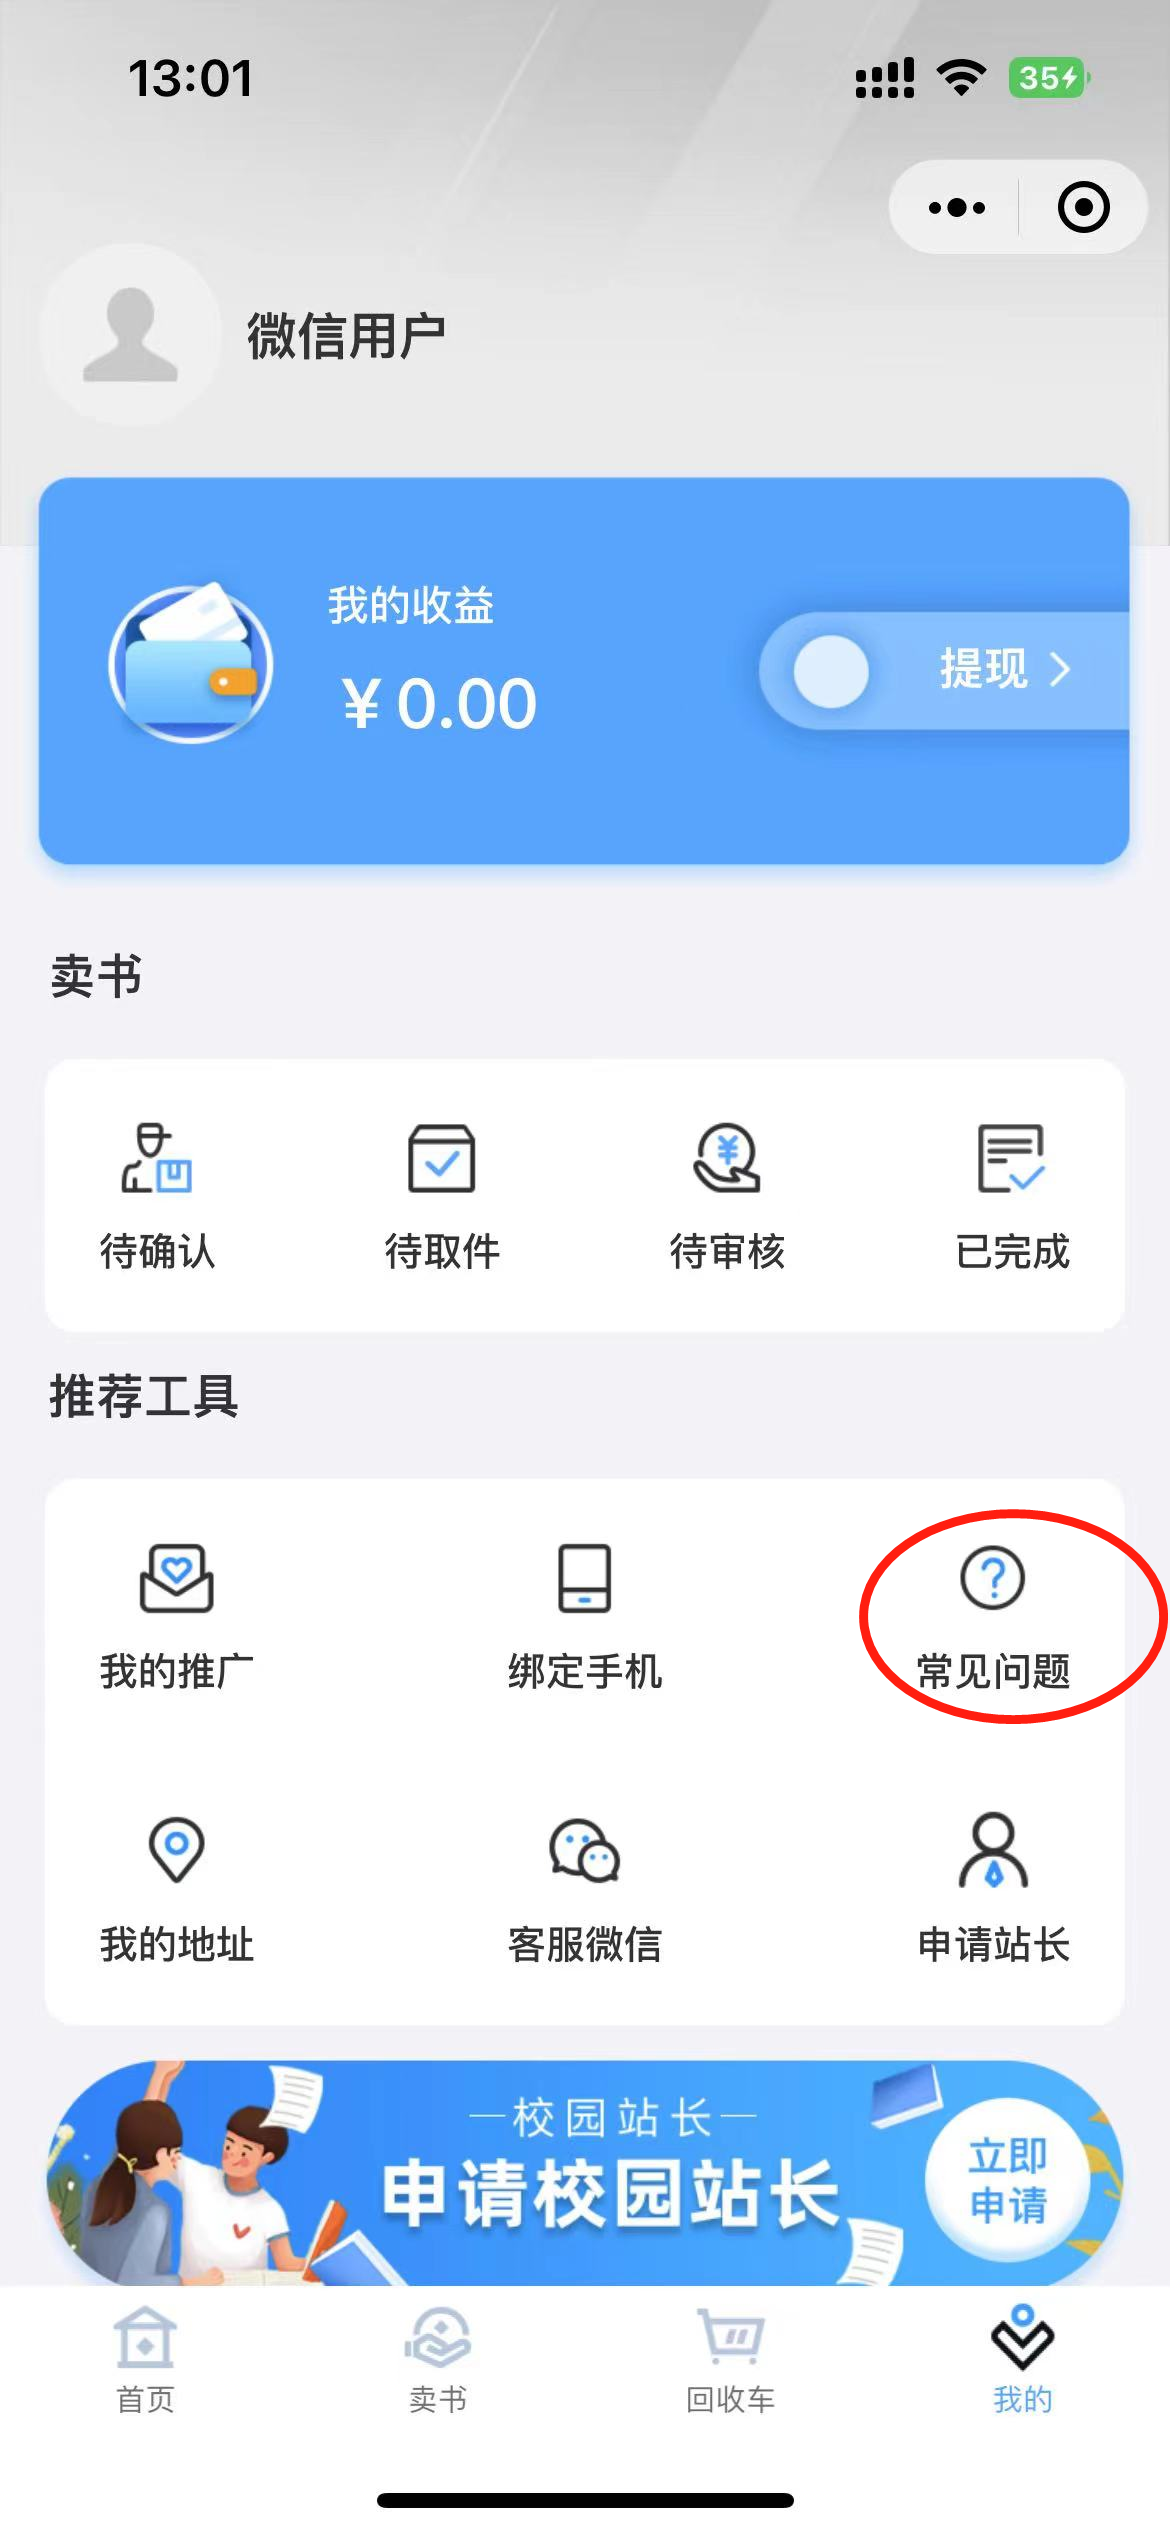 13:01
35
微信用户
我的收益
¥0.00
提现
卖书
待确认
待取件
待审核
已完成
推荐工具
我的推广
绑定手机
常见问题
我的地址
客服微信
申请站长
校园站长
申请校园站长
立即
申请
首页
卖书
回收车
我的